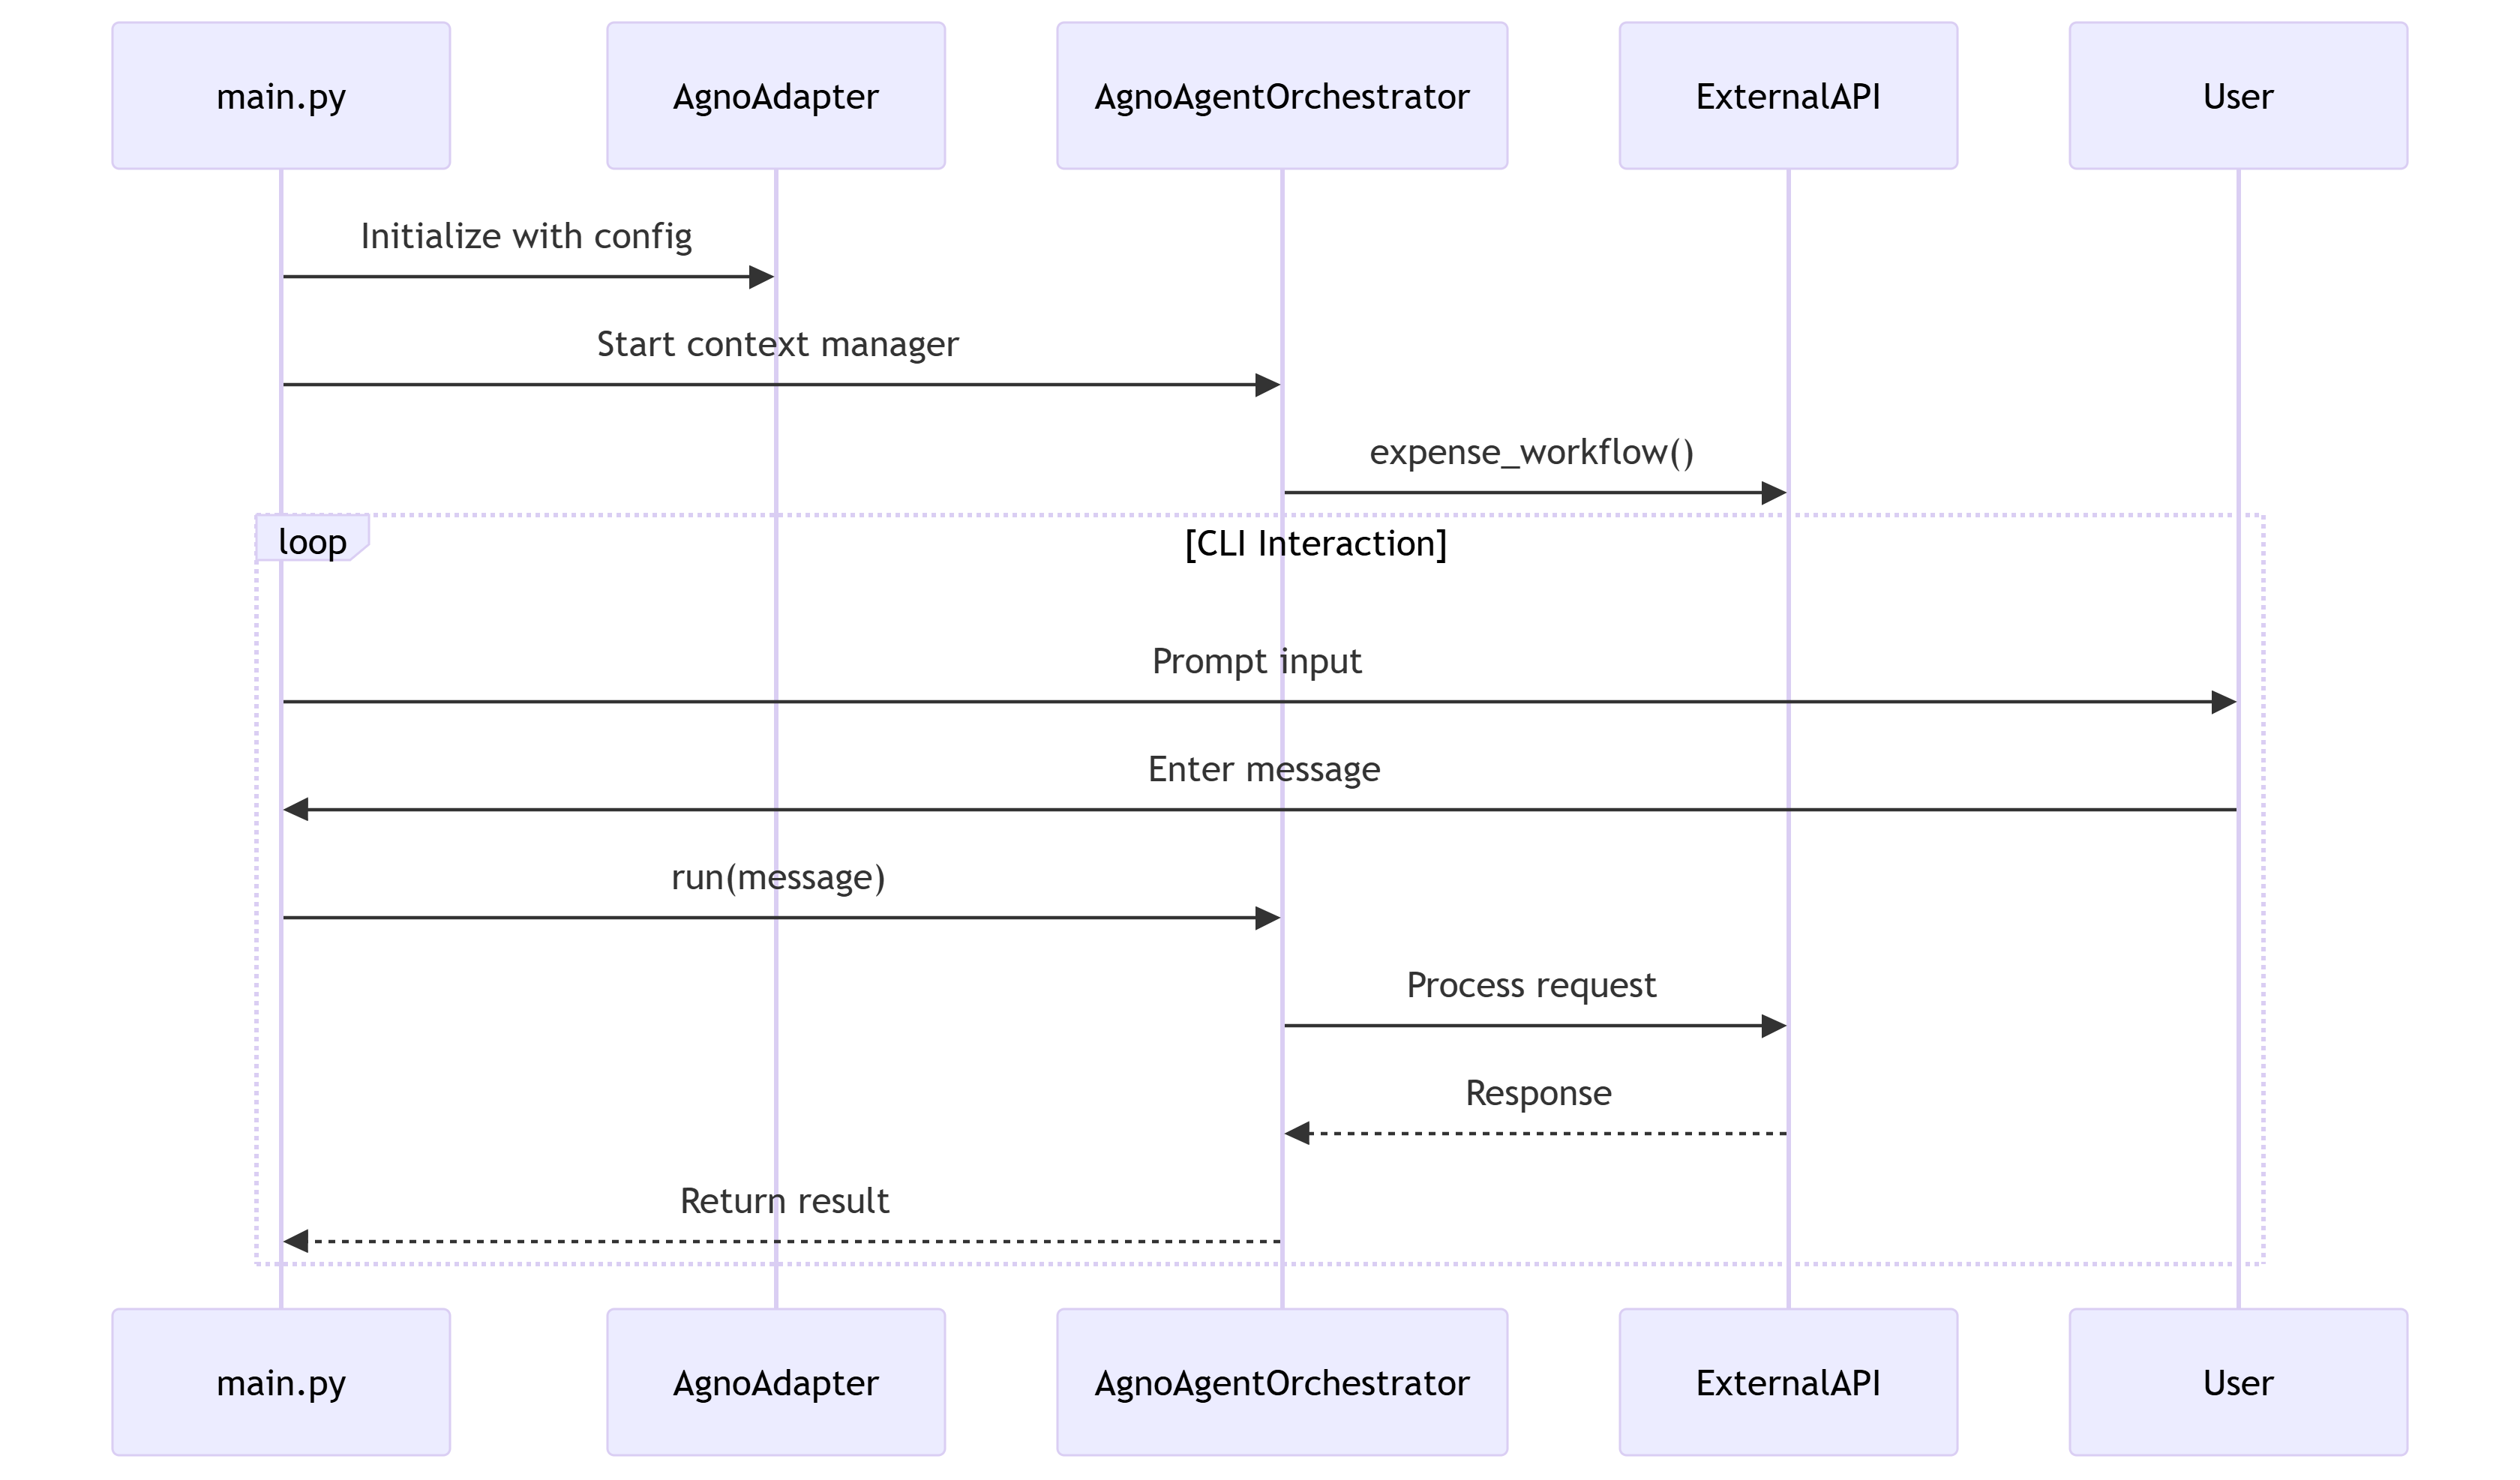 main.py
AgnoAdapter
AgnoAgentOrchestrator
ExternalAPI
User
Initialize with config
Start context manager
expense_workflow()
loop
[CLI Interaction]
Prompt input
Enter message
run(message)
Process request
Response
Return result
main.py
AgnoAdapter
AgnoAgentOrchestrator
ExternalAPI
User